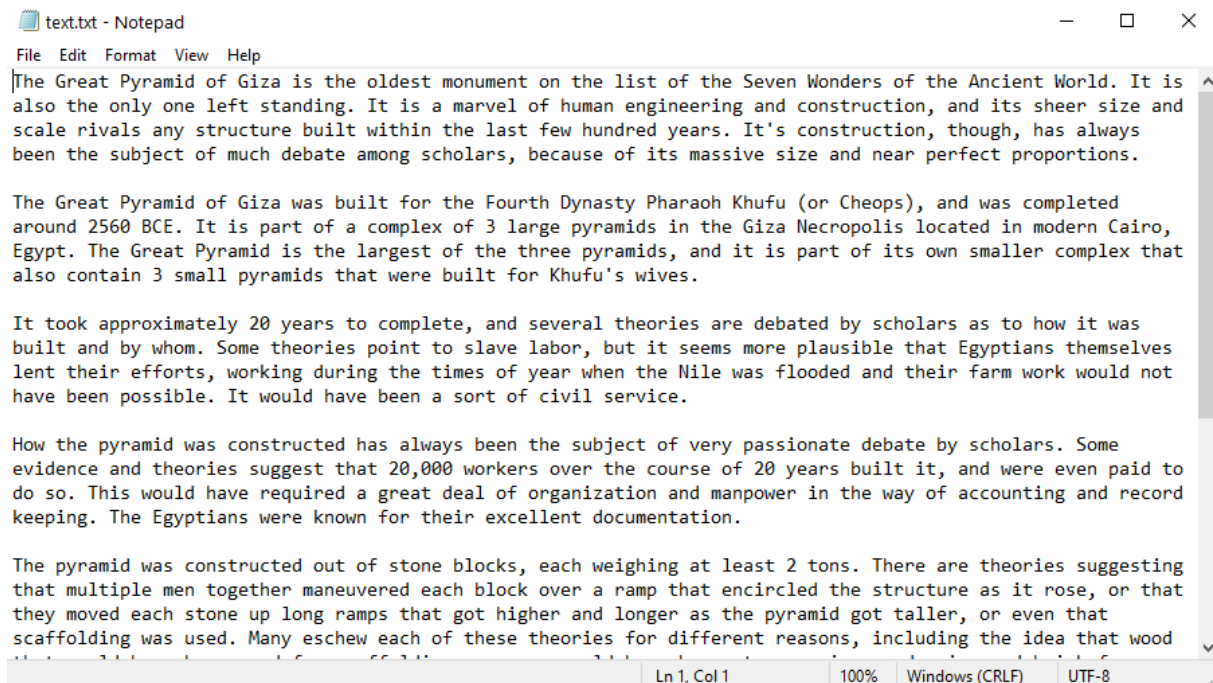 text.txt - Notepad
File Edit Format View Help
The Great Pyramid of Giza is the oldest monument on the list of the Seven Wonders of the Ancient World. It is
also the only one left standing. It is a marvel of human engineering and construction, and its sheer size and
scale rivals any structure built within the last few hundred years. It's construction, though, has always
been the subject of much debate among scholars, because of its massive size and near perfect proportions.
The Great Pyramid of Giza was built for the Fourth Dynasty Pharaoh Khufu (or Cheops), and was completed
around 2560 BCE. It is part of a complex of 3 large pyramids in the Giza Necropolis located in modern Cairo,
Egypt. The Great Pyramid is the largest of the three pyramids, and it is part of its own smaller complex that
also contain 3 small pyramids that were built for Khufu's wives.
It took approximately 20 years to complete, and several theories are debated by scholars as to how it was
built and by whom. Some theories point to slave labor, but it seems more plausible that Egyptians themselves
lent their efforts, working during the times of year when the Nile was flooded and their farm work would not
have been possible. It would have been a sort of civil service.
How the pyramid was constructed has always been the subject of very passionate debate by scholars. Some
evidence and theories suggest that 20,000 workers over the course of 20 years built it, and were even paid to
do so. This would have required a great deal of organization and manpower in the way of accounting and record
keeping. The Egyptians were known for their excellent documentation.
The pyramid was constructed out of stone blocks, each weighing at least 2 tons. There are theories suggesting
that multiple men together maneuvered each block over a ramp that encircled the structure as it rose, or that
they moved each stone up long ramps that got higher and longer as the pyramid got taller, or even that
scaffolding was used. Many eschew each of these theories for different reasons, including the idea that wood
Ln 1, Col 1 100% Windows (CRLF) UTF-8